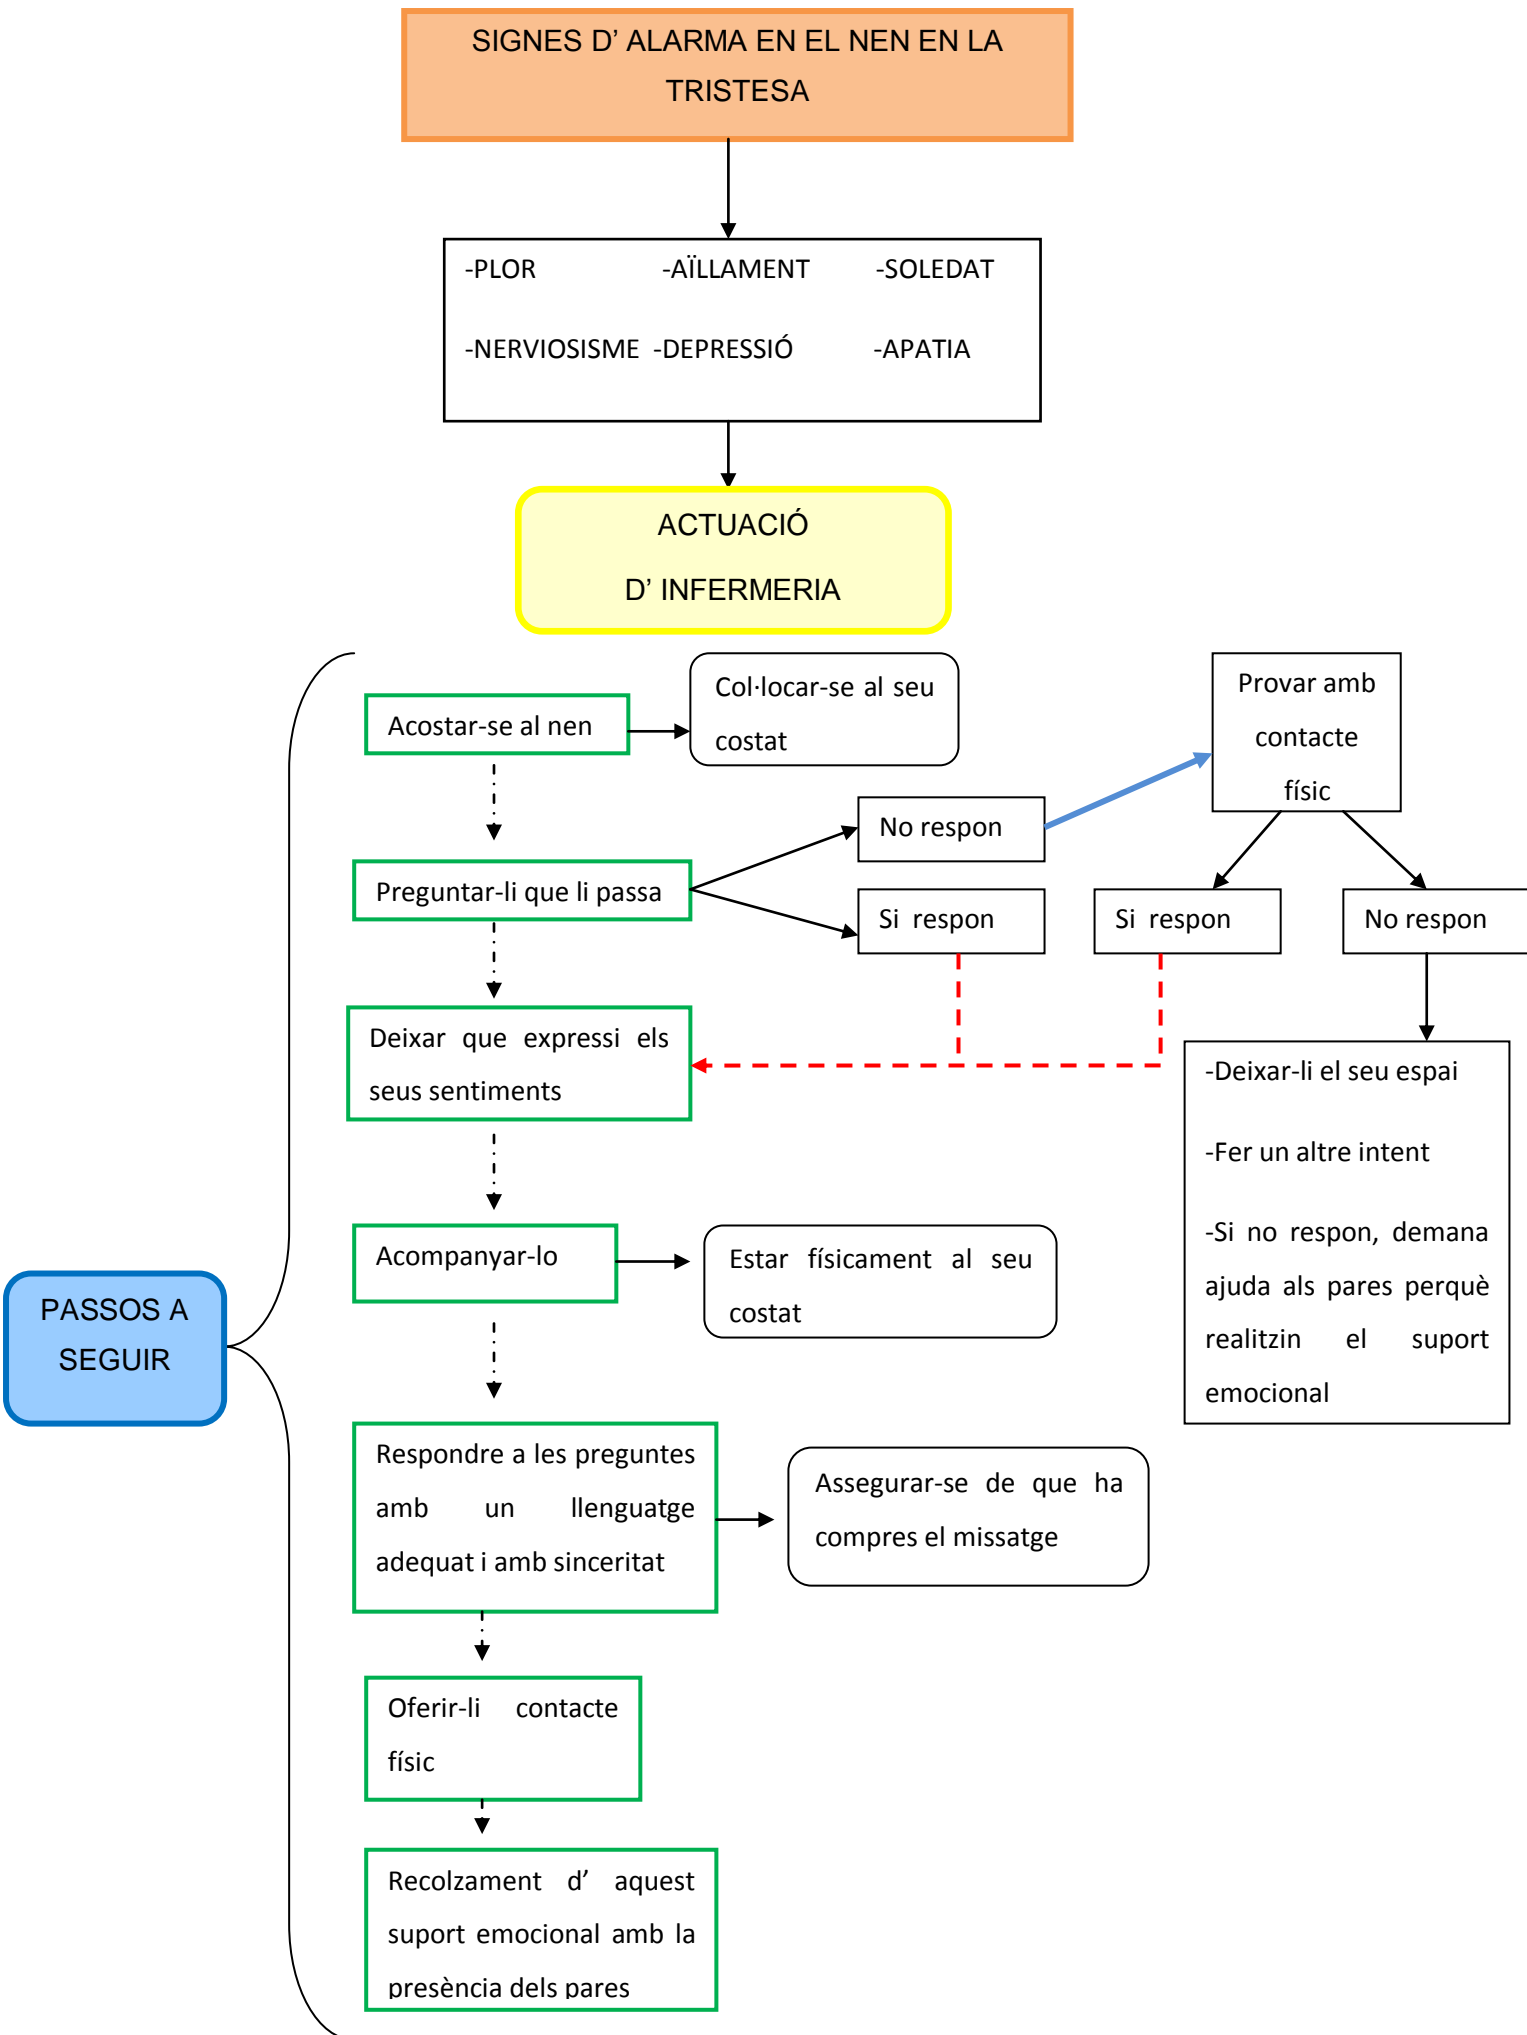 SIGNES D’ ALARMA EN EL NEN EN LA
TRISTESA
-PLOR -AÏLLAMENT -SOLEDAT
-NERVIOSISME -DEPRESSIÓ -APATIA
ACTUACIÓ
D’ INFERMERIA
Acostar-se al nen
Col·locar-se al seu
costat
Provar amb
contacte
físic
No respon
Preguntar-li que li passa
Si respon
Si respon
No respon
Deixar que expressi els
seus sentiments
-Deixar-li el seu espai
-Fer un altre intent
-Si no respon, demana
ajuda als pares perquè
realitzin el suport
emocional
Acompanyar-lo
Estar físicament al seu
costat
PASSOS A
SEGUIR
Respondre a les preguntes
amb un llenguatge
adequat i amb sinceritat
Assegurar-se de que ha
compres el missatge
Oferir-li contacte
físic
Recolzament d’ aquest
suport emocional amb la
presència dels pares